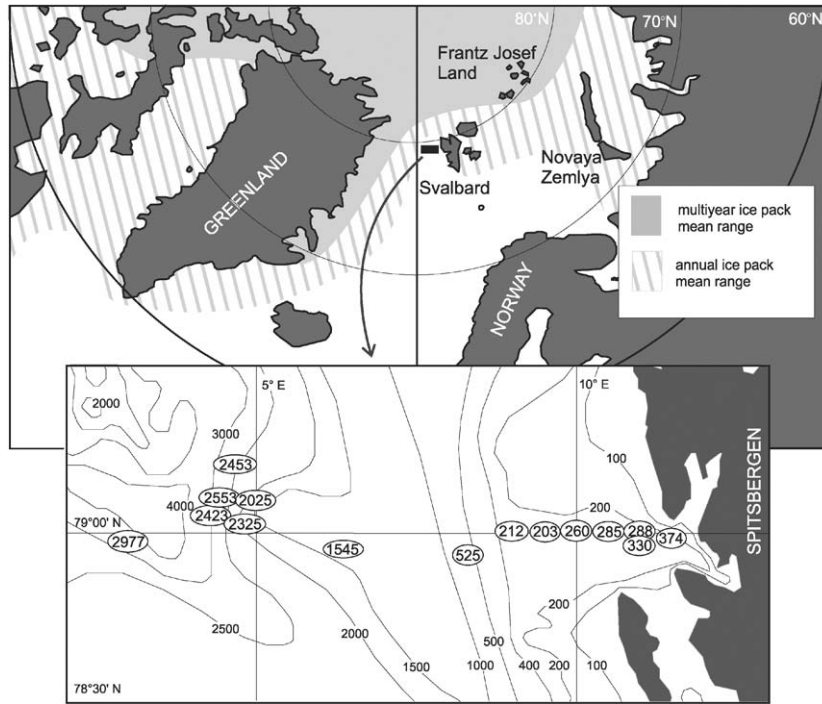 80°N
70°N
60°N
Frantz Josef
Land
Novaya
Zemlya
Svalbard
GREENLAND
NORWAY
multiyear ice pack
mean range
annual ice pack
mean range
5° E
10° E
2000
3000
100
SPITSBERGEN
2453
2553
2025
4000
200
2423
79°00' N
2325
212
203
260
285
288
2977
1545
525
330
374
200
2500
2000
500
1500
1000
400
200
100
78°30' N